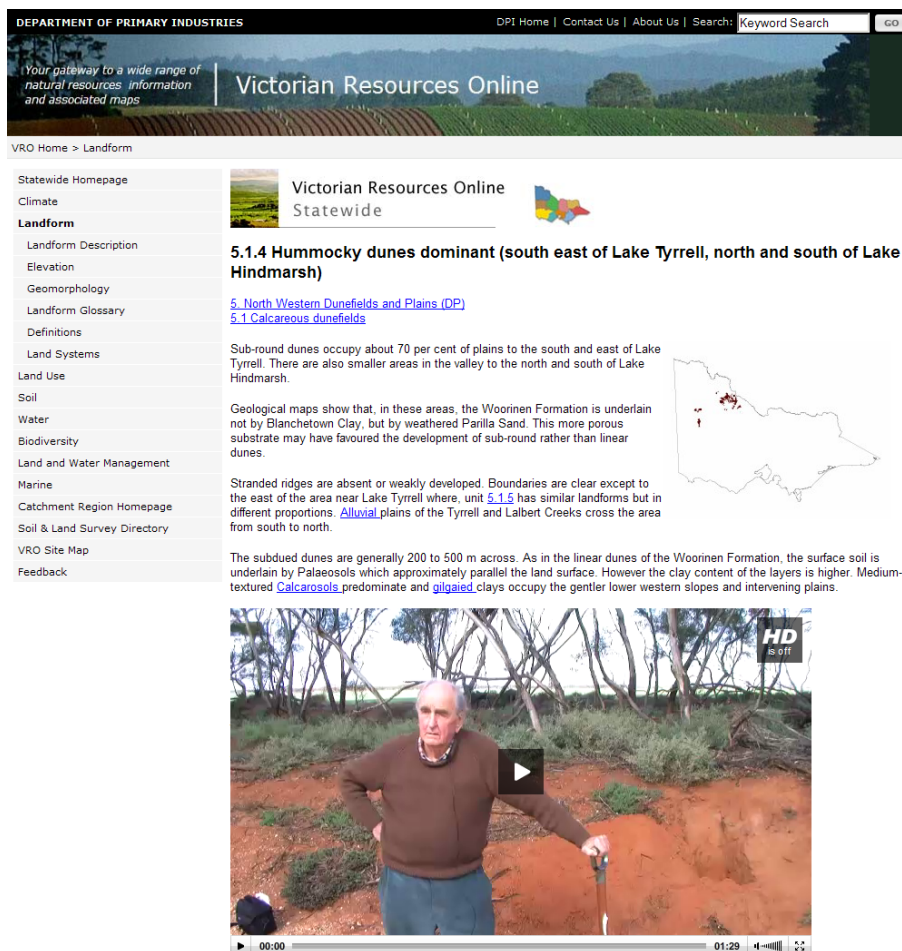 DEPARTMENT OF PRIMARY INDUSTRIES
DPI Home | Contact Us | About Us | Search: Keyword Search GO
Your gateway to a wide range of
natural resources information
and associated maps
Victorian Resources Online
VRO Home > Landform
Statewide Homepage
Climate
Landform
Landform Description
Elevation
Geomorphology
Landform Glossary
Definitions
Land Systems
Land Use
Soil
Water
Biodiversity
Land and Water Management
Marine
Catchment Region Homepage
Soil & Land Survey Directory
VRO Site Map
Feedback
Victorian Resources Online
Statewide
5.1.4 Hummocky dunes dominant (south east of Lake Tyrrell, north and south of Lake
Hindmarsh)
5. North Western Dunefields and Plains (DP)
5.1 Calcareous dunefields
Sub-round dunes occupy about 70 per cent of plains to the south and east of Lake
Tyrell. There are also smaller areas in the valley to the north and south of Lake
Hindmarsh.
Geological maps show that, in these areas, the Woorinen Formation is underlain
not by Blanchetown Clay, but by weathered Parilla Sand. This more porous
substrate may have favoured the development of sub-round rather than linear
dunes.
Stranded ridges are absent or weakly developed. Boundaries are clear except to
the east of the area near Lake Tyrrell where, unit 5.1.5 has similar landforms but in
different proportions. Alluvial plains of the Tyrrell and Lalbert Creeks cross the area
from south to north.
The subdued dunes are generally 200 to 500 m across. As in the linear dunes of the Woorinen Formation, the surface soil is
underlain by Palaeosols which approximately parallel the land surface. However the clay content of the layers is higher. Medium-
textured Calcarosols predominate and gilgaied clays occupy the gentler lower western slopes and intervening plains.
HD
is off
00:00
01:29